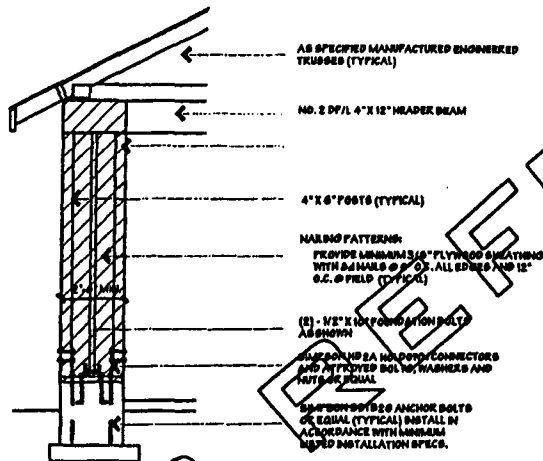 AS SPECIFIED MANUFACTURED ENGINEERED
TRUSSES (TYPICAL)
NO. 2 DF/L 4" X 12" HEADER BEAM
4" X 6" POSTS (TYPICAL)
NAILING PATTERNS:
PROVIDE MINIMUM 3/8" PLYWOOD SHEATHING
WITH 8d NAILS @ 6" O.C. ALL EDGES AND 12"
O.C. @ FIELD (TYPICAL)
MIN.
(2) - 1/2" X 10" FOUNDATION BOLTS
AS SHOWN
SIMPSON HD2A HOLDDOWN CONNECTORS
AND APPROVED BOLTS, WASHERS AND
NUTS OR EQUAL
SIMPSON ANCHOR BOLTS
OR EQUAL (TYPICAL) INSTALL IN
ACCORDANCE WITH MINIMUM
LISTED INSTALLATION SPECS.